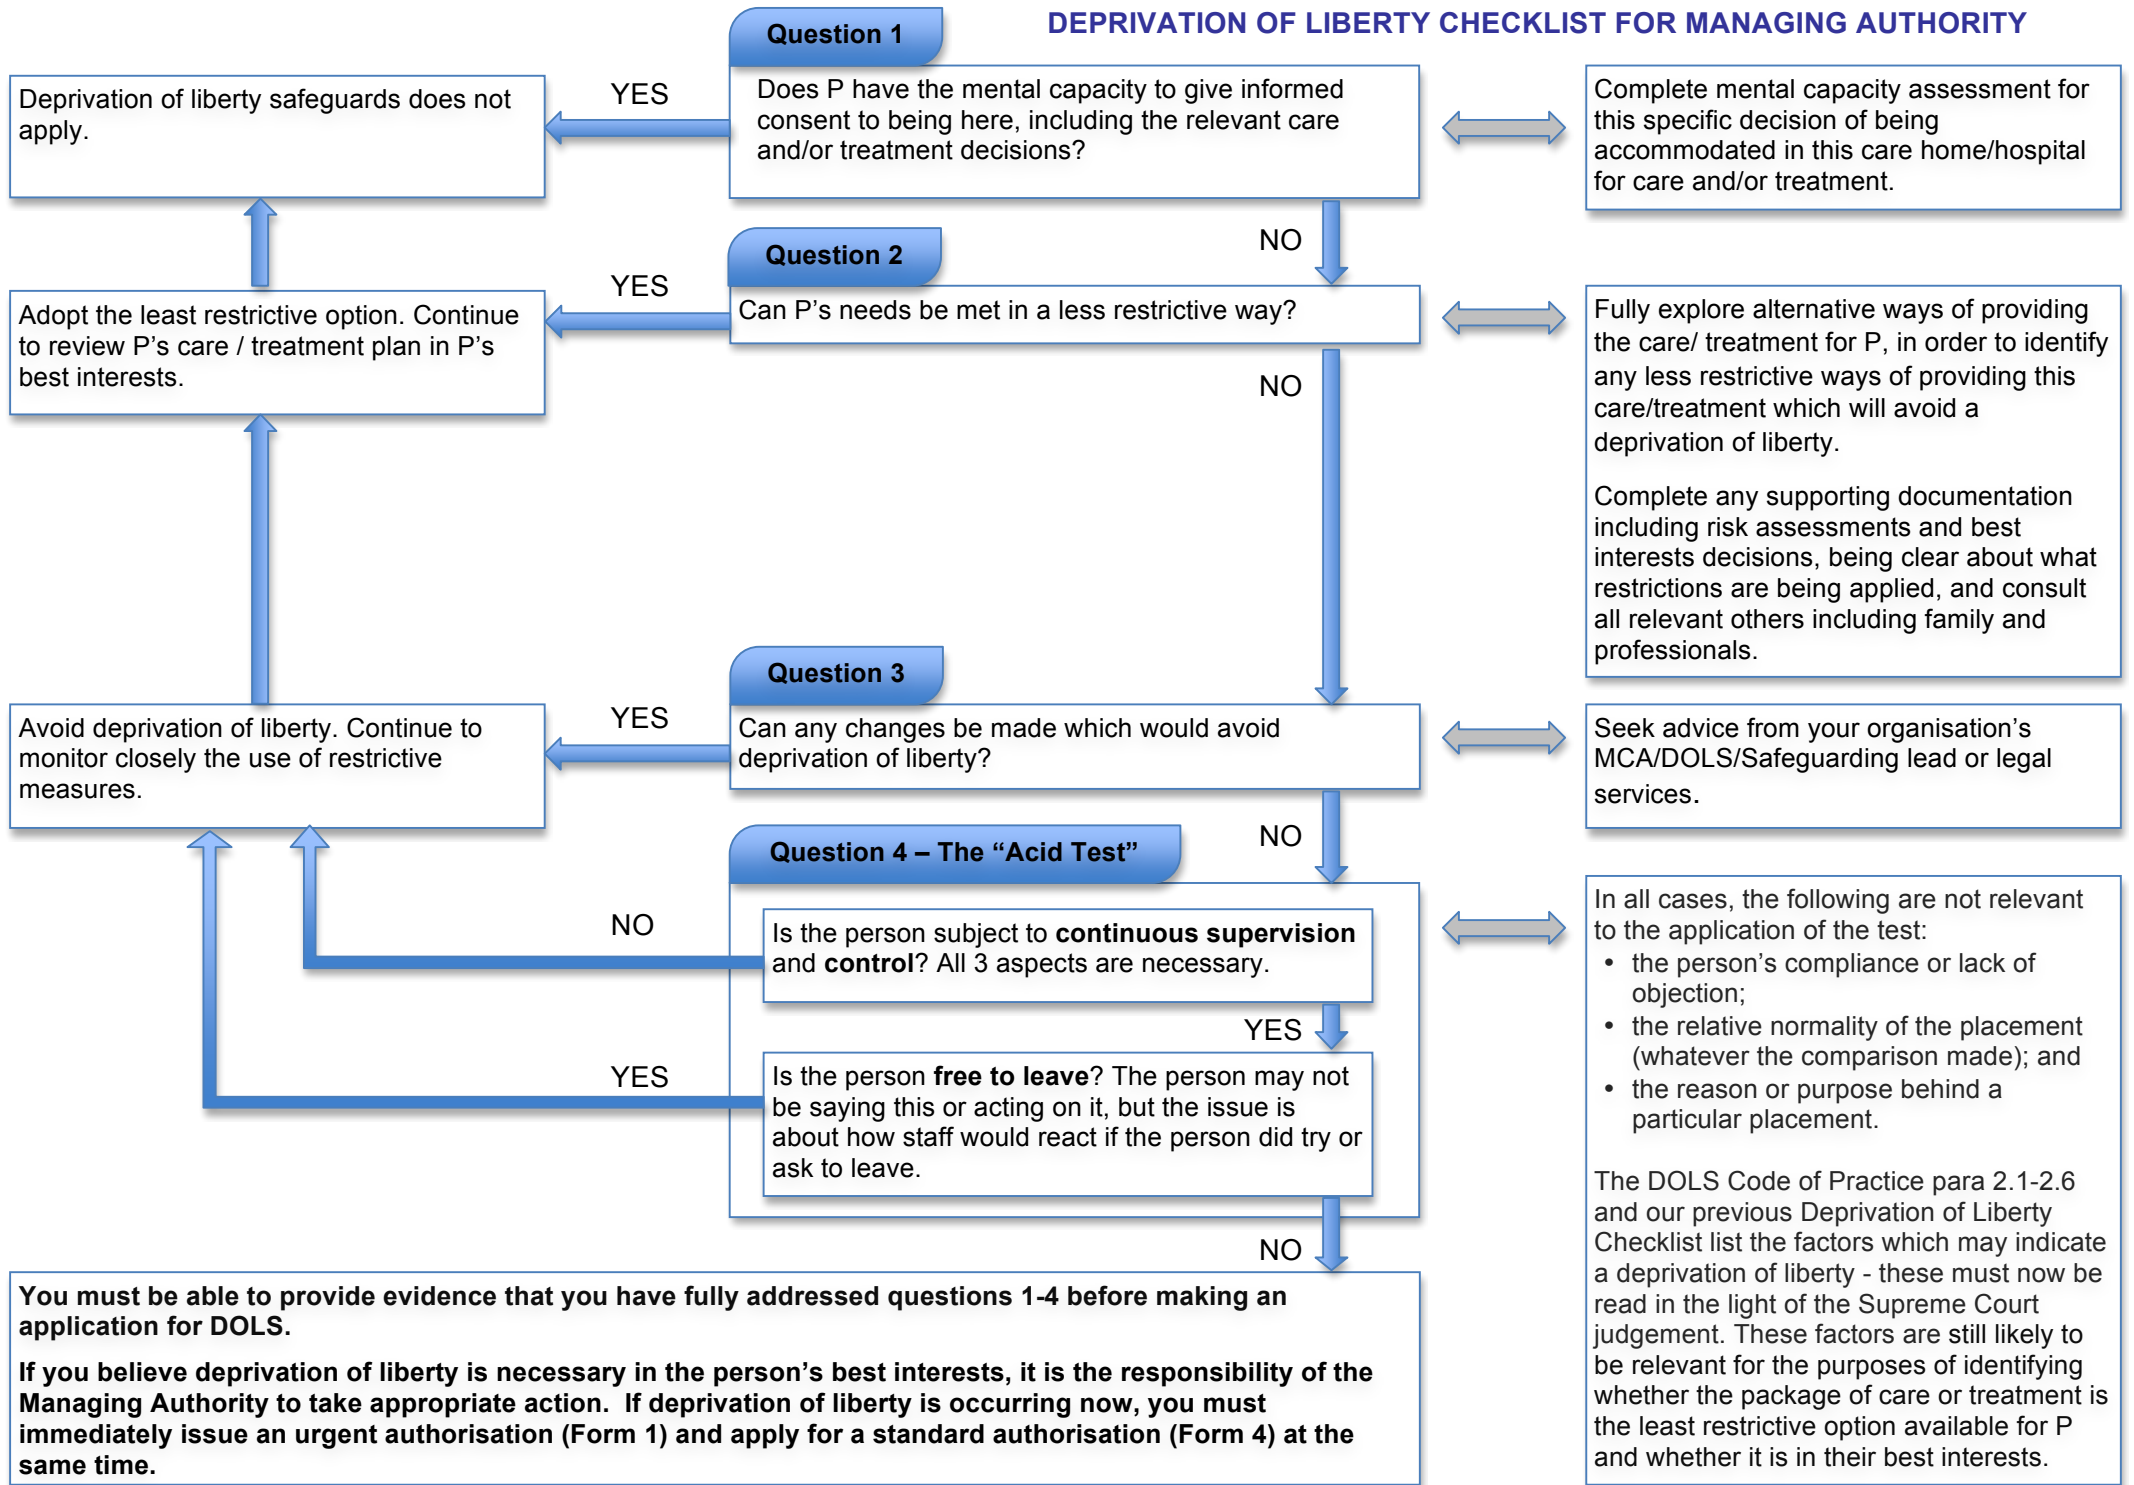 DEPRIVATION OF LIBERTY CHECKLIST FOR MANAGING AUTHORITY
Question 1
Deprivation of liberty safeguards does not
apply.
YES
Does P have the mental capacity to give informed
consent to being here, including the relevant care
and/or treatment decisions?
Complete mental capacity assessment for
this specific decision of being
accommodated in this care home/hospital
for care and/or treatment.
NO
Question 2
Adopt the least restrictive option. Continue
to review P's care / treatment plan in P's
best interests.
YES
Can P's needs be met in a less restrictive way?
Fully explore alternative ways of providing
the care/ treatment for P, in order to identify
any less restrictive ways of providing this
care/treatment which will avoid a
deprivation of liberty.
Complete any supporting documentation
including risk assessments and best
interests decisions, being clear about what
restrictions are being applied, and consult
all relevant others including family and
professionals.
NO
Question 3
Avoid deprivation of liberty. Continue to
monitor closely the use of restrictive
measures.
YES
Can any changes be made which would avoid
deprivation of liberty?
Seek advice from your organisation's
MCA/DOLS/Safeguarding lead or legal
services.
NO
Question 4 – The “Acid Test”
NO
Is the person subject to continuous supervision
and control? All 3 aspects are necessary.
YES
YES
Is the person free to leave? The person may not
be saying this or acting on it, but the issue is
about how staff would react if the person did try or
ask to leave.
NO
In all cases, the following are not relevant
to the application of the test:
• the person's compliance or lack of
objection;
• the relative normality of the placement
(whatever the comparison made); and
• the reason or purpose behind a
particular placement.
The DOLS Code of Practice para 2.1-2.6
and our previous Deprivation of Liberty
Checklist list the factors which may indicate
a deprivation of liberty - these must now be
read in the light of the Supreme Court
judgement. These factors are still likely to
be relevant for the purposes of identifying
whether the package of care or treatment is
the least restrictive option available for P
and whether it is in their best interests.
You must be able to provide evidence that you have fully addressed questions 1-4 before making an
application for DOLS.
If you believe deprivation of liberty is necessary in the person's best interests, it is the responsibility of the
Managing Authority to take appropriate action.  If deprivation of liberty is occurring now, you must
immediately issue an urgent authorisation (Form 1) and apply for a standard authorisation (Form 4) at the
same time.